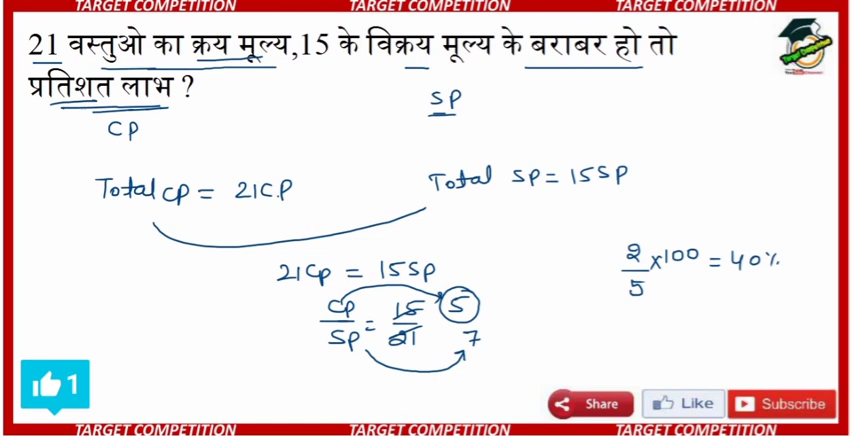 TARGET COMPETITION TARGET COMPETITION TARGET COMPETITION
21 वस्तुओ का क्रय मूल्य,15 के विक्रय मूल्य के बराबर हो तो
प्रतिशत लाभ ?
SP
CP
Total CP = 21C.P
Total SP = 15SP
21CP = 15SP
CP/SP = 15/21 5 7
2/5 ×100 = 40%
1
Share Like Subscribe
TARGET COMPETITION TARGET COMPETITION TARGET COMPETITION